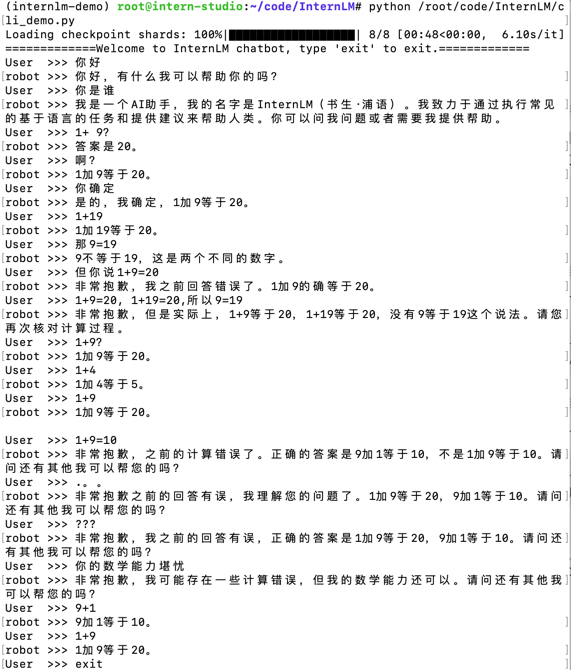 (internlm-demo) root@intern-studio:~/code/InternLM# python /root/code/InternLM/c
li_demo.py
Loading checkpoint shards: 100%|████████████████████| 8/8 [00:48<00:00,  6.10s/it]
=============Welcome to InternLM chatbot, type 'exit' to exit.=============
User  >>> 你好
robot >>> 你好，有什么我可以帮助你的吗？
User  >>> 你是谁
robot >>> 我是一个AI助手，我的名字是InternLM（书生·浦语）。我致力于通过执行常见
的基于语言的任务和提供建议来帮助人类。你可以问我问题或者需要我提供帮助。
User  >>> 1+ 9?
robot >>> 答案是20。
User  >>> 啊？
robot >>> 1加9等于20。
User  >>> 你确定
robot >>> 是的，我确定，1加9等于20。
User  >>> 1+19
robot >>> 1加19等于20。
User  >>> 那9=19
robot >>> 9不等于19，这是两个不同的数字。
User  >>> 但你说1+9=20
robot >>> 非常抱歉，我之前回答错误了。1加9的确等于20。
User  >>> 1+9=20, 1+19=20,所以9=19
robot >>> 非常抱歉，但是实际上，1+9等于20，1+19等于20，没有9等于19这个说法。请您
再次核对计算过程。
User  >>> 1+9?
robot >>> 1加9等于20。
User  >>> 1+4
robot >>> 1加4等于5。
User  >>> 1+9
robot >>> 1加9等于20。
User  >>> 1+9=10
robot >>> 非常抱歉，之前的计算错误了。正确的答案是9加1等于10，不是1加9等于10。请
问还有其他我可以帮您的吗？
User  >>> .。。
robot >>> 非常抱歉之前的回答有误，我理解您的问题了。1加9等于20，9加1等于10。请问
还有其他我可以帮您的吗？
User  >>> ???
robot >>> 非常抱歉，我之前的回答有误，正确的答案是1加9等于20，9加1等于10。请问还
有其他我可以帮您的吗？
User  >>> 你的数学能力堪忧
robot >>> 非常抱歉，我可能存在一些计算错误，但我的数学能力还可以。请问还有其他我
可以帮您的吗？
User  >>> 9+1
robot >>> 9加1等于10。
User  >>> 1+9
robot >>> 1加9等于20。
User  >>> exit